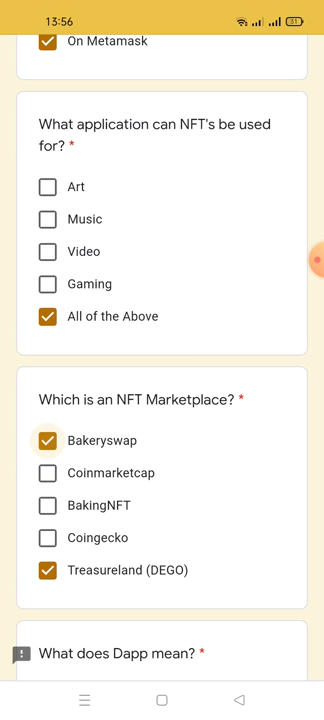 13:56
31
On Metamask
What application can NFT's be used
for? *
Art
Music
Video
Gaming
All of the Above
Which is an NFT Marketplace? *
Bakeryswap
Coinmarketcap
BakingNFT
Coingecko
Treasureland (DEGO)
What does Dapp mean? *